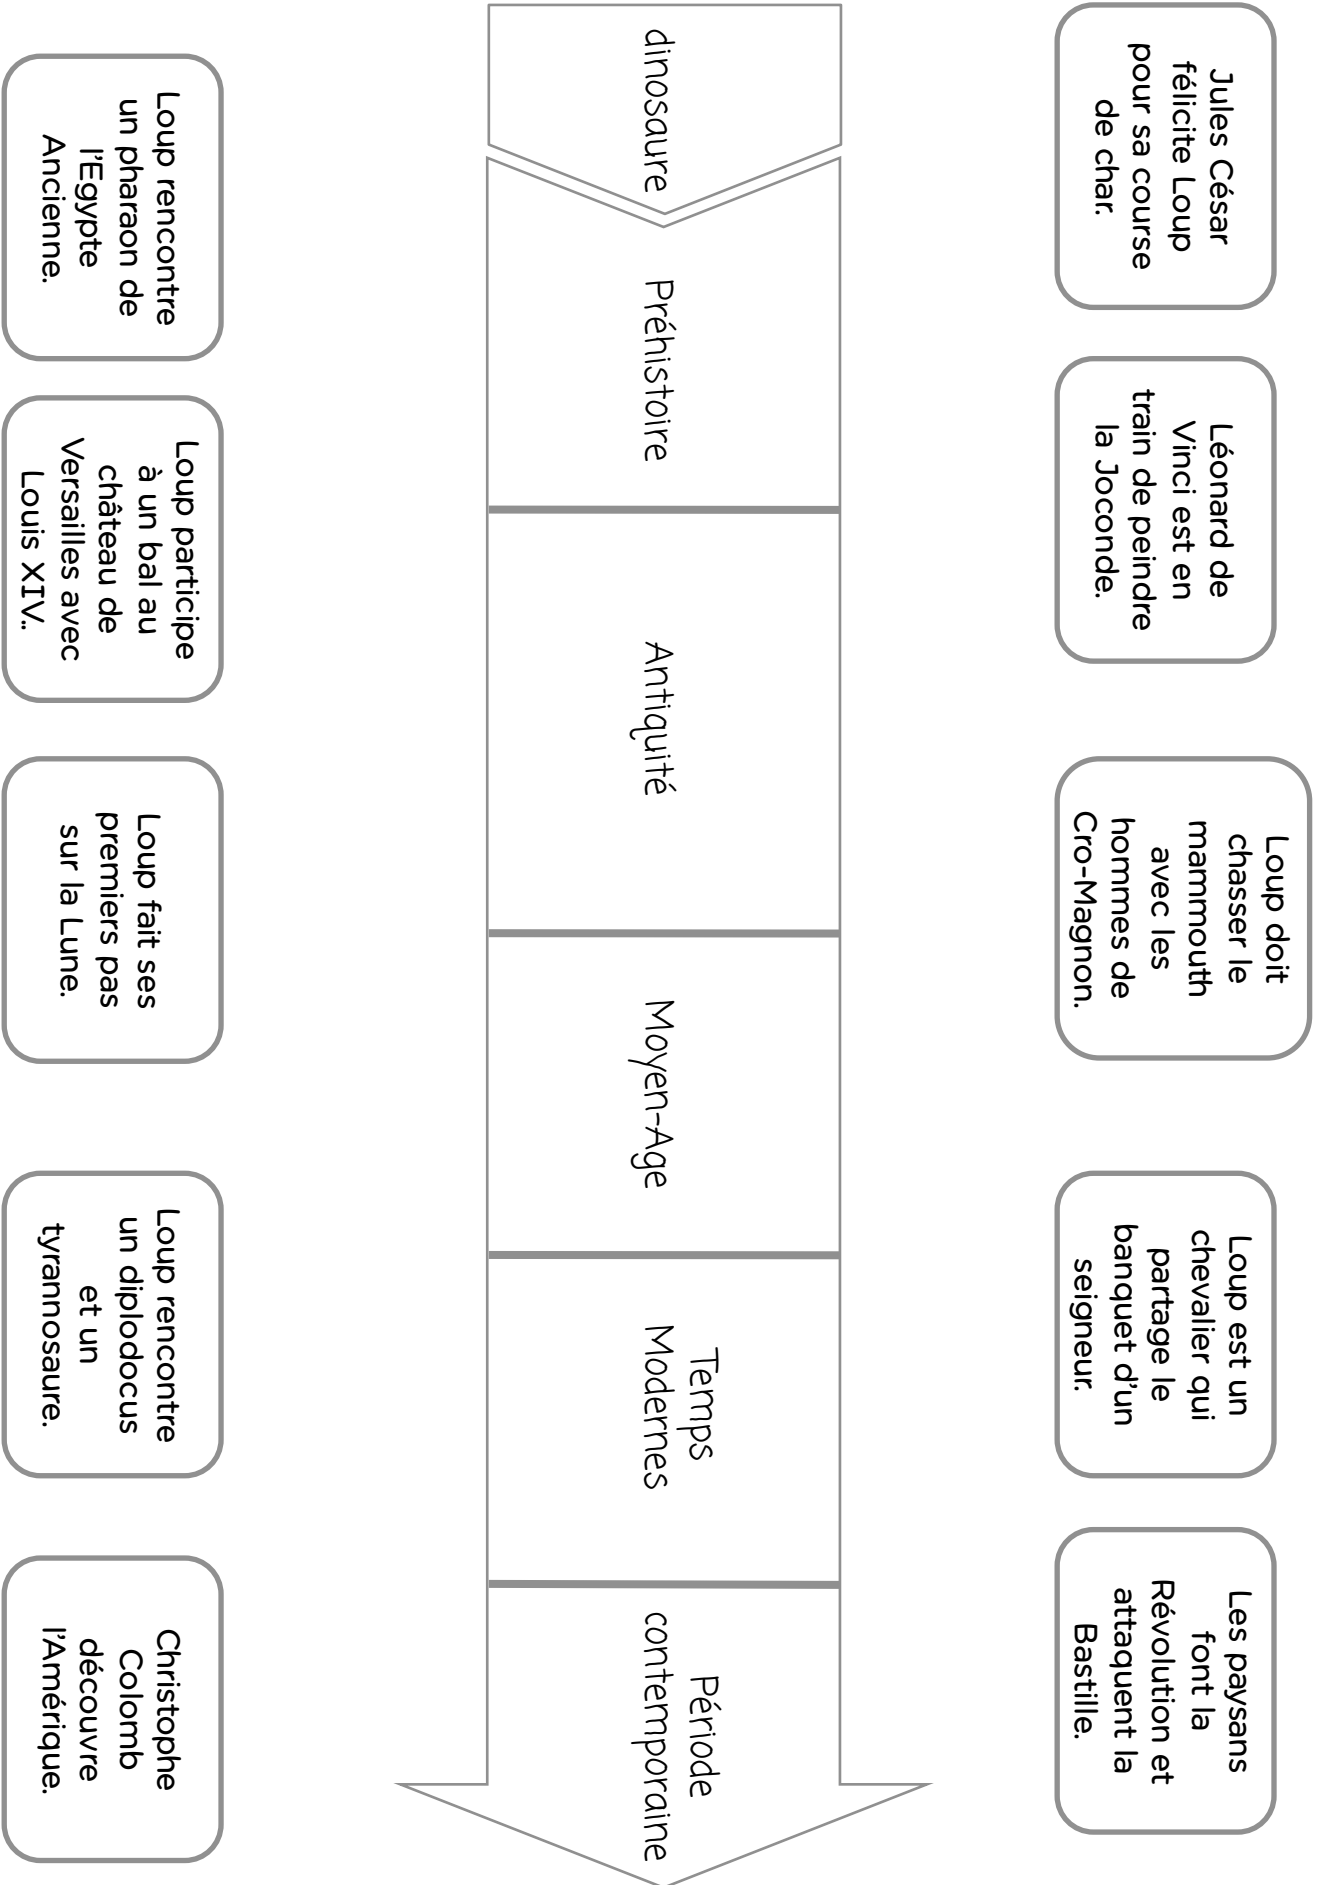 Jules César
félicite Loup
pour sa course
de char.
Léonard de
Vinci est en
train de peindre
la Joconde.
Loup doit
chasser le
mammouth
avec les
hommes de
Cro-Magnon.
Loup est un
chevalier qui
partage le
banquet d'un
seigneur.
Les paysans
font la
Révolution et
attaquent la
Bastille.
dinosaure
Préhistoire
Antiquité
Moyen-Age
Temps
Modernes
Période
contemporaine
Loup rencontre
un pharaon de
l'Egypte
Ancienne.
Loup participe
à un bal au
château de
Versailles avec
Louis XIV..
Loup fait ses
premiers pas
sur la Lune.
Loup rencontre
un diplodocus
et un
tyrannosaure.
Christophe
Colomb
découvre
l'Amérique.